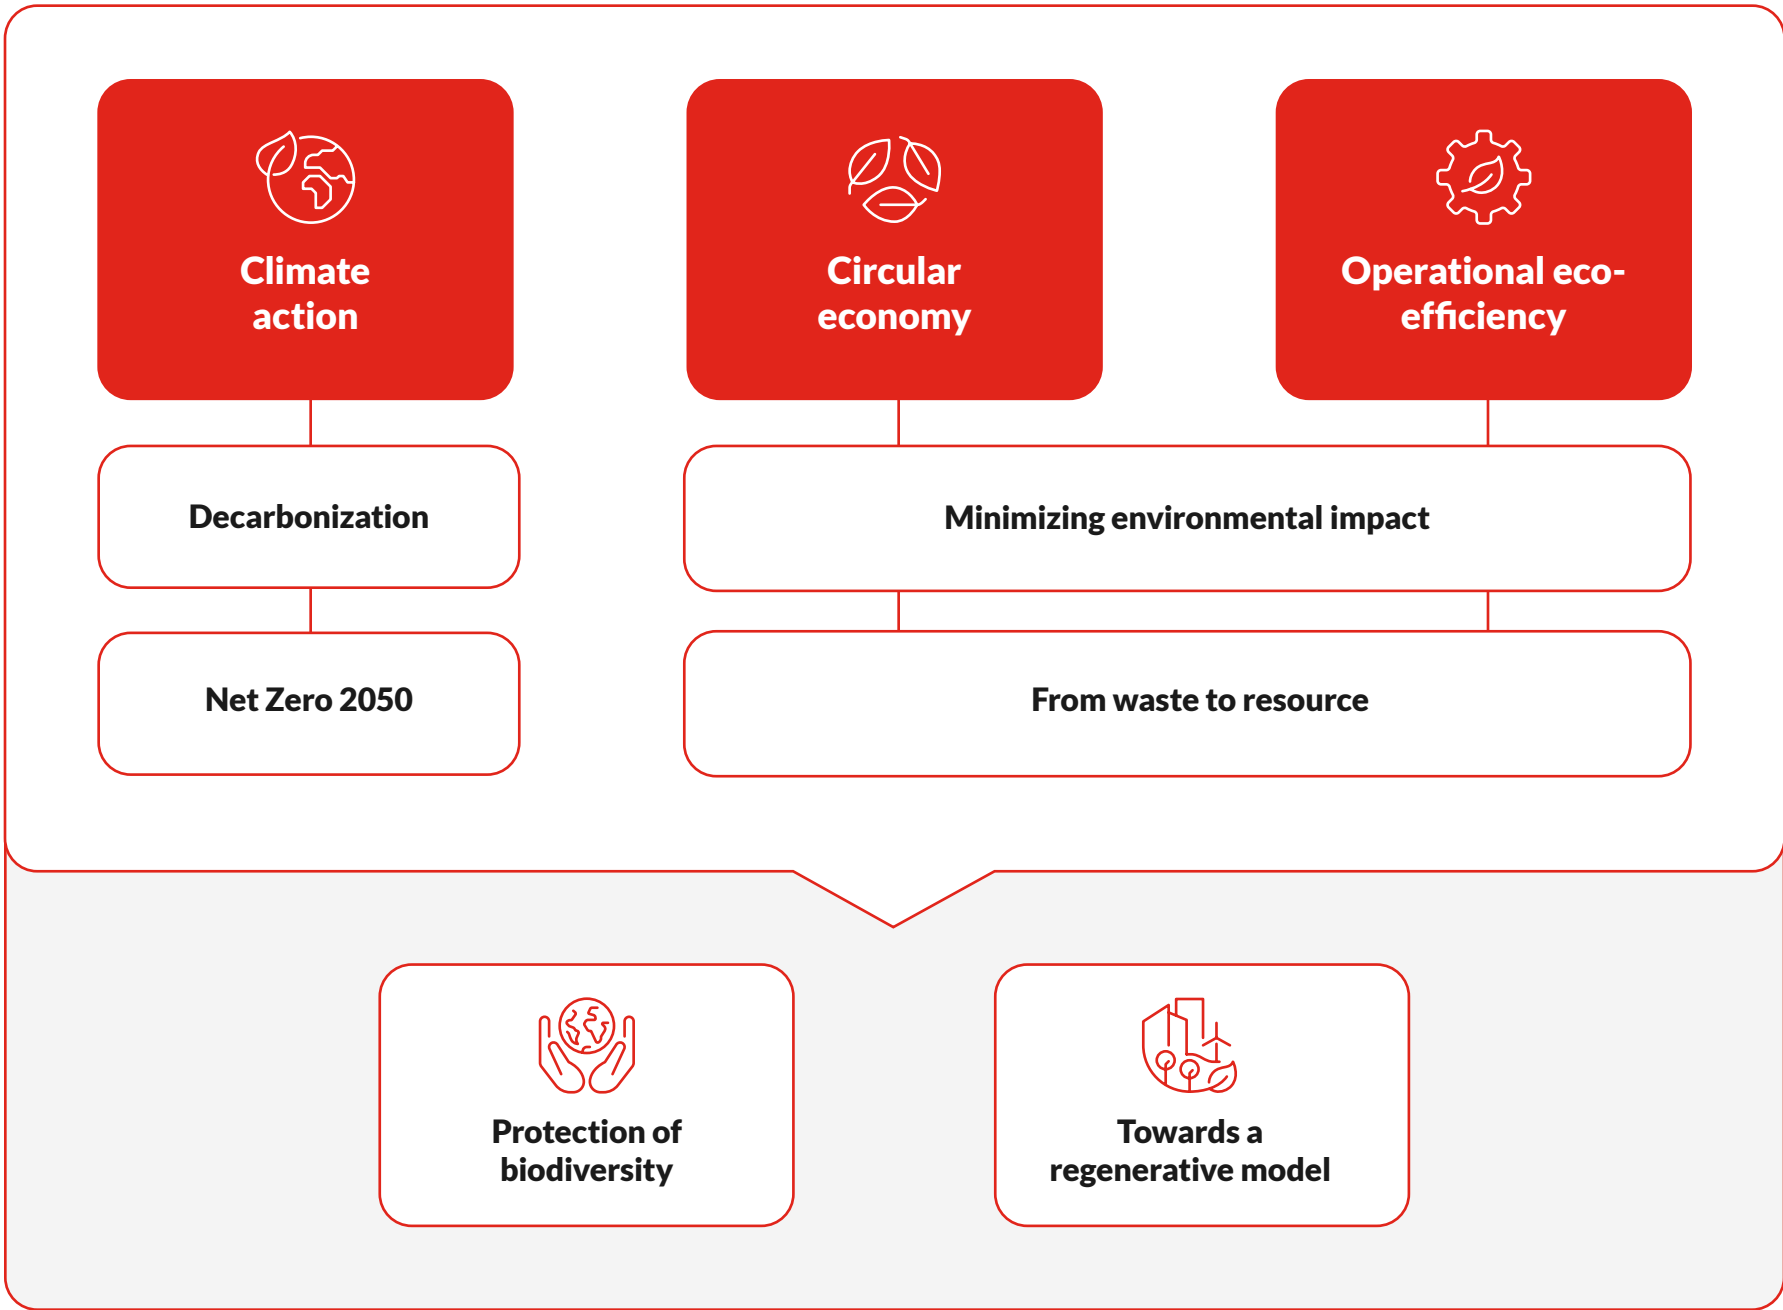 Climate
action
Circular
economy
Operational eco-
efficiency
Decarbonization
Minimizing environmental impact
Net Zero 2050
From waste to resource
Protection of
biodiversity
Towards a
regenerative model